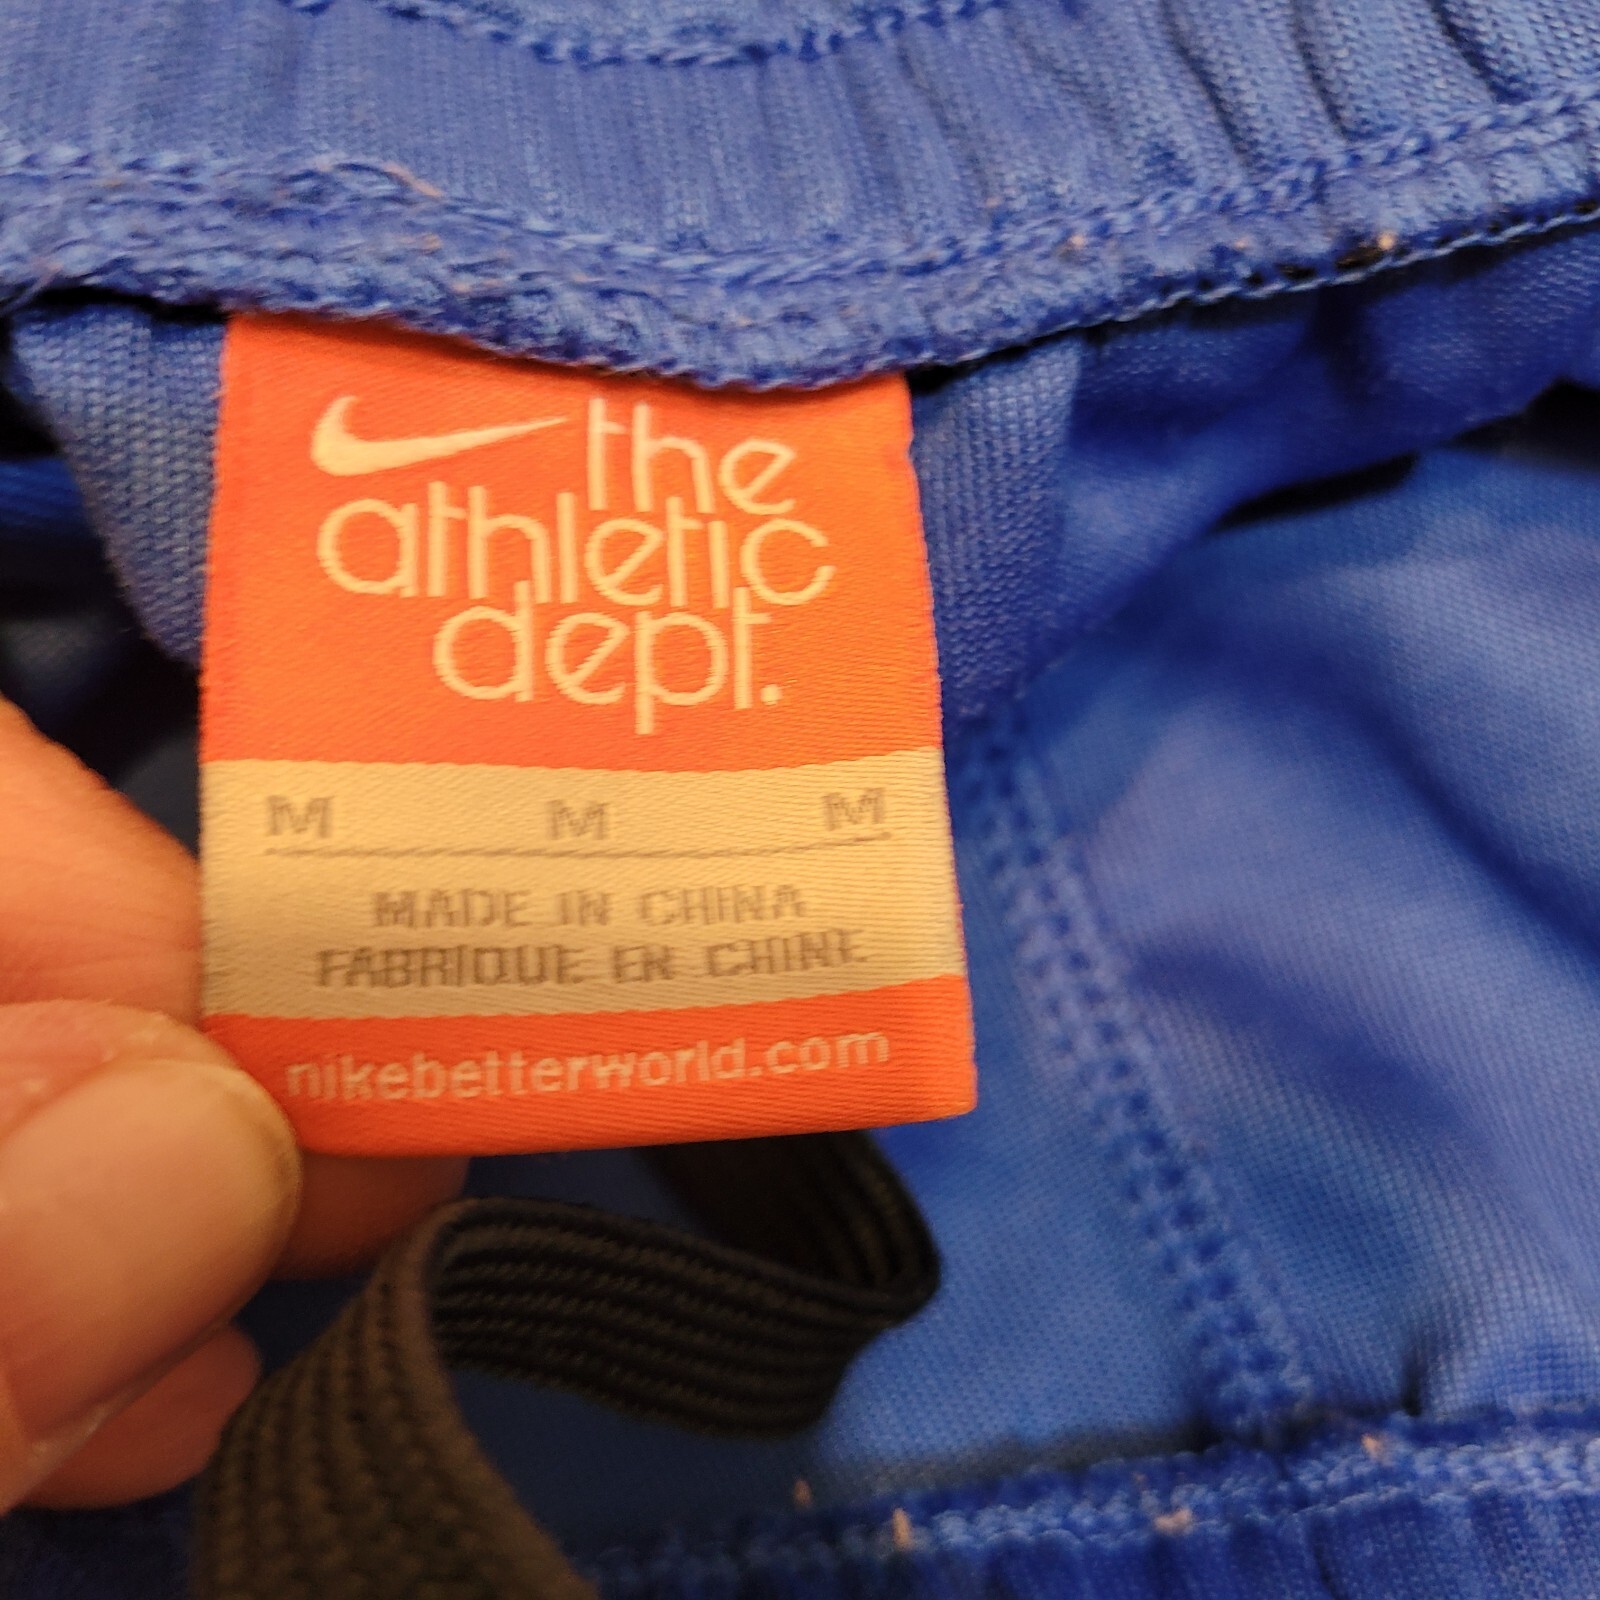 the
athletic
dept.
M M M
MADE IN CHINA
FABRIQUE EN CHINE
nikebetterworld.com